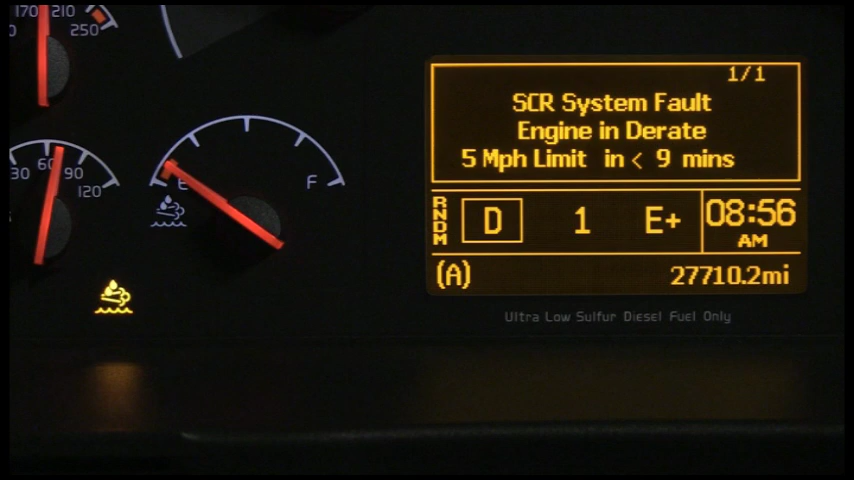 170 210
250
1/1
SCR System Fault
Engine in Derate
5 Mph Limit in < 9 mins
30 60 90
120
E F
RNDM
D 1 E+ 08:56
AM
(A) 27710.2mi
Ultra Low Sulfur Diesel Fuel Only